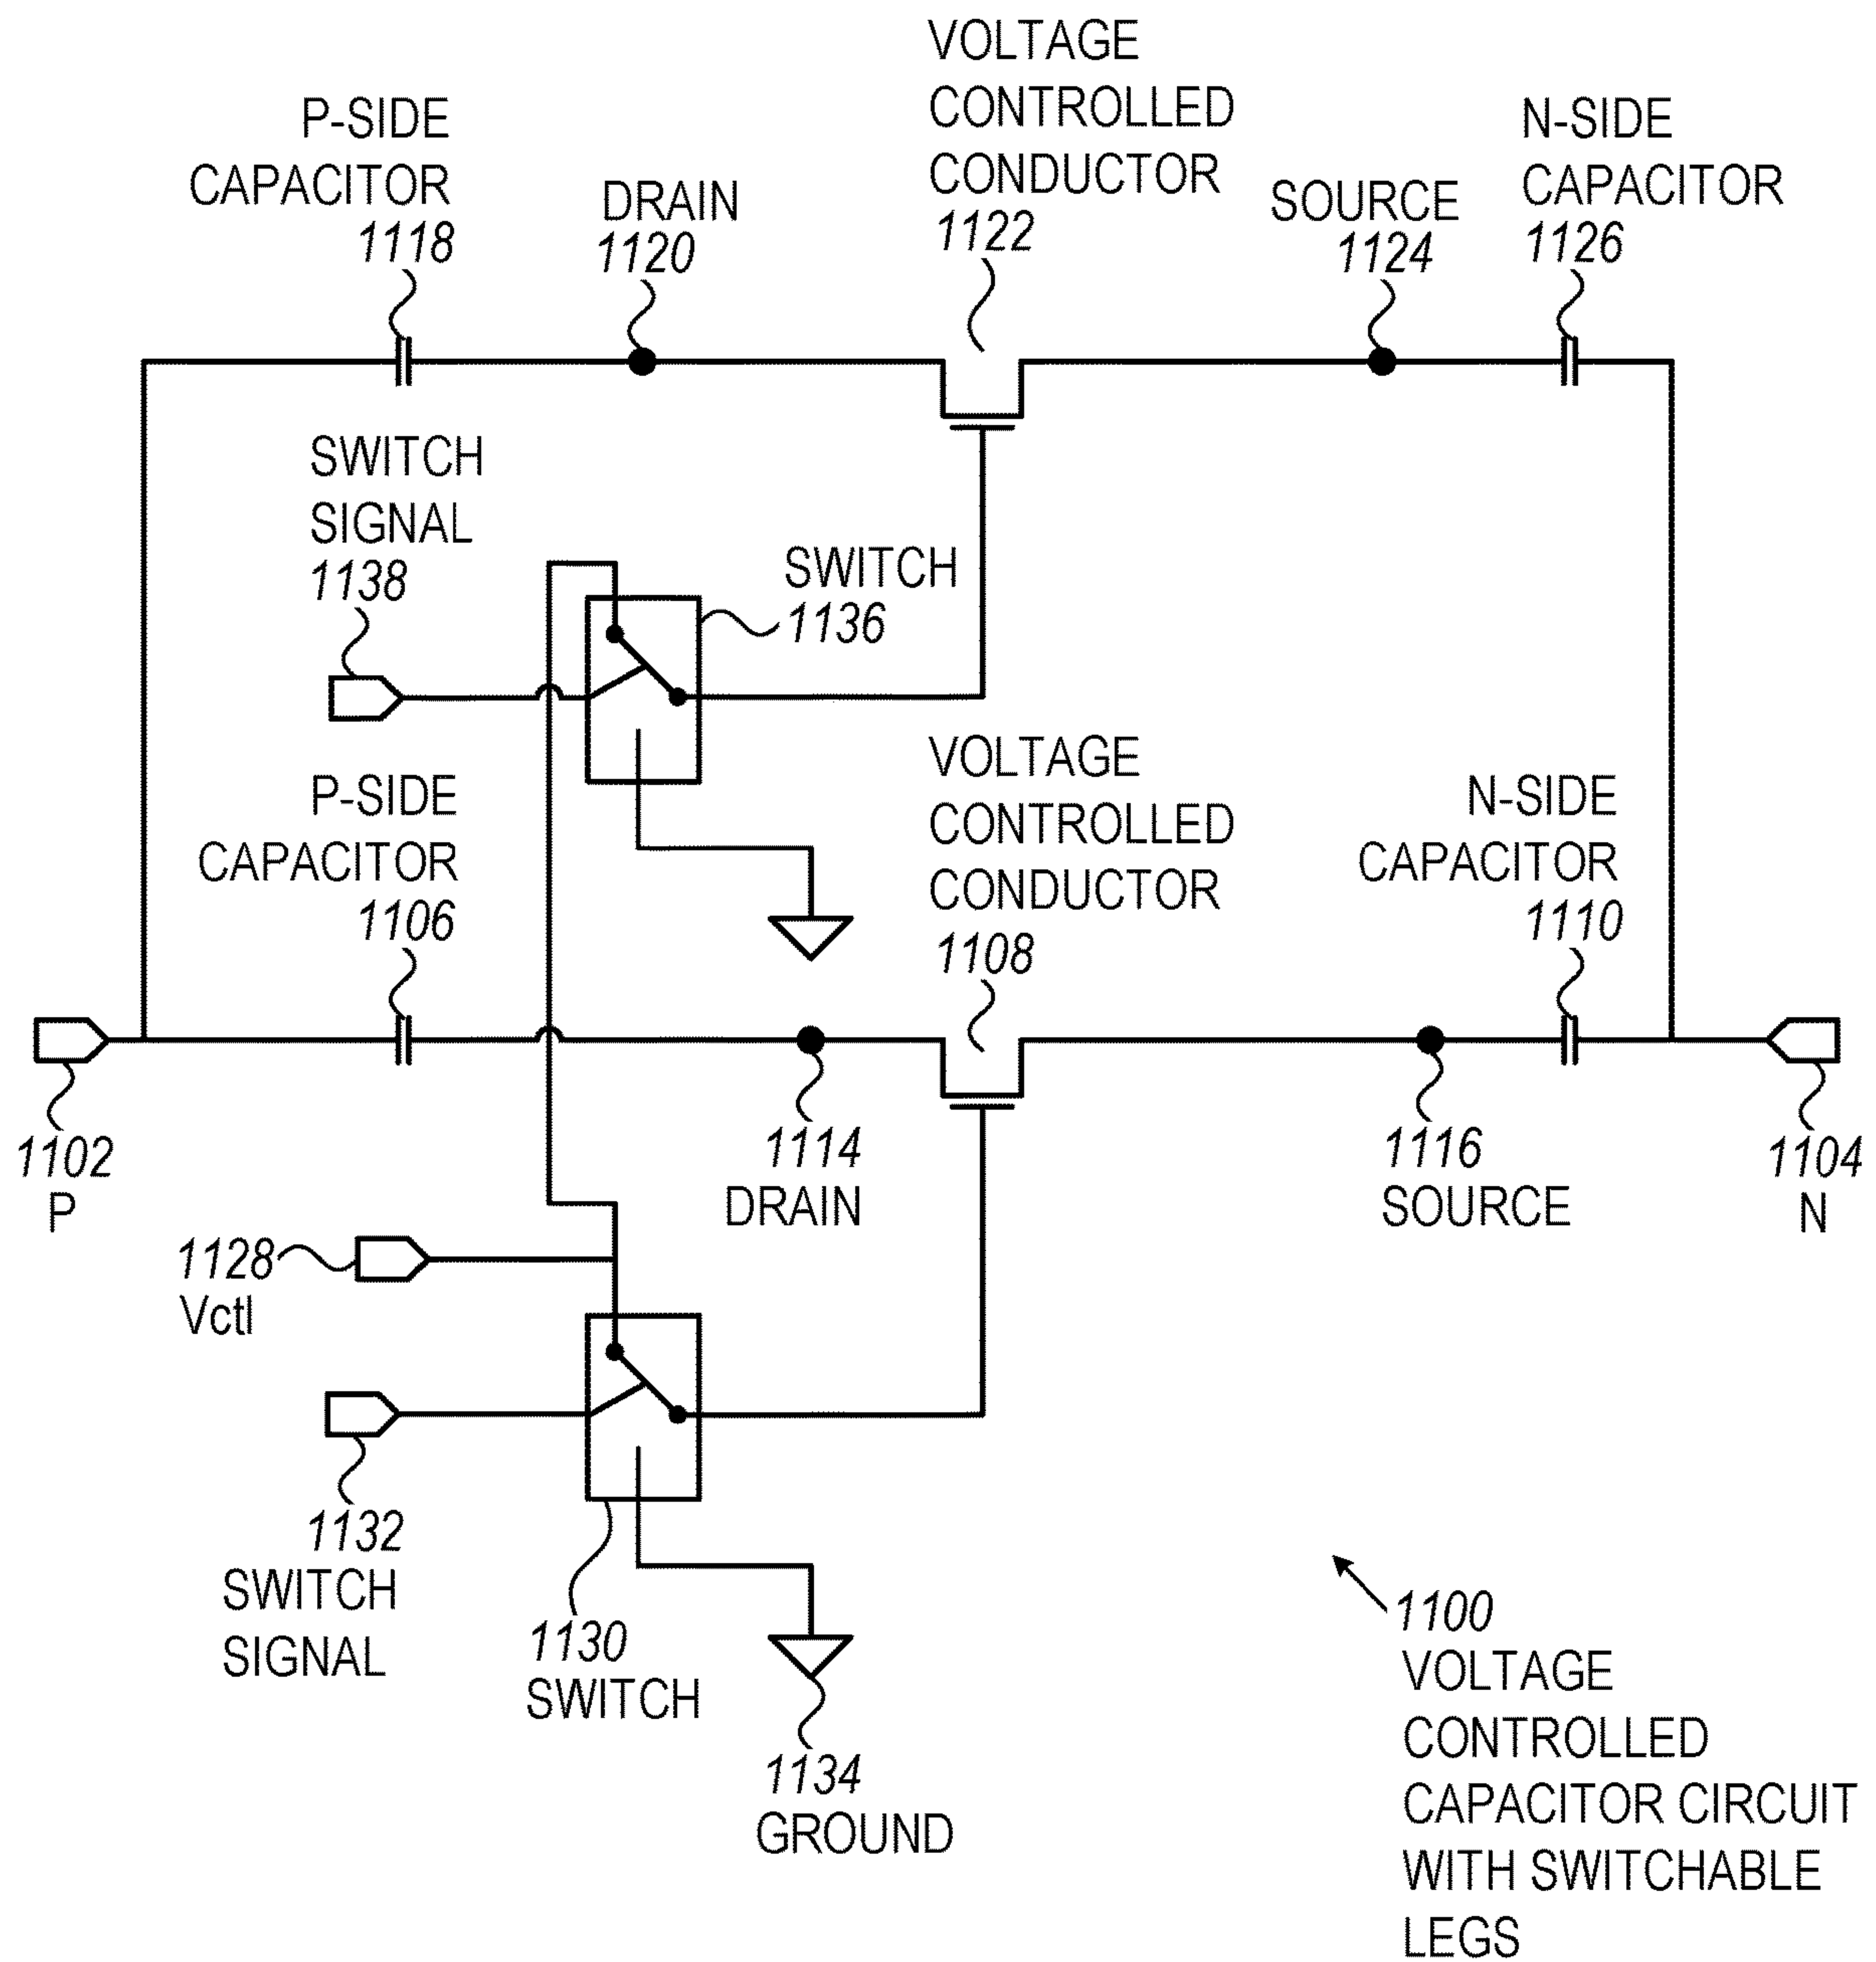 VOLTAGE
CONTROLLED
CONDUCTOR
1122
P-SIDE
CAPACITOR
1118
DRAIN
1120
SOURCE
1124
N-SIDE
CAPACITOR
1126
SWITCH
SIGNAL
1138
SWITCH
1136
P-SIDE
CAPACITOR
1106
VOLTAGE
CONTROLLED
CONDUCTOR
1108
N-SIDE
CAPACITOR
1110
1102
P
1114
DRAIN
1116
SOURCE
1104
N
1128
Vctl
1132
SWITCH
SIGNAL
1130
SWITCH
1134
GROUND
1100
VOLTAGE
CONTROLLED
CAPACITOR CIRCUIT
WITH SWITCHABLE
LEGS